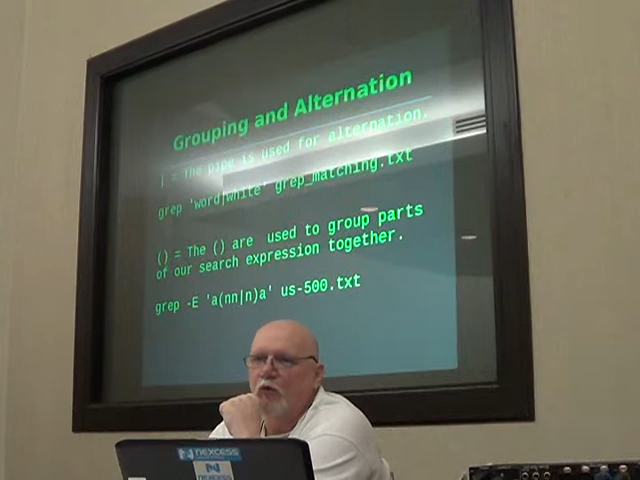 Grouping and Alternation
| = The pipe is used for alternation.
grep 'word|white' grep_matching.txt
() = The () are used to group parts
of our search expression together.
grep -E 'a(nn|n)a' us-500.txt
NEXCESS
NEXCESS